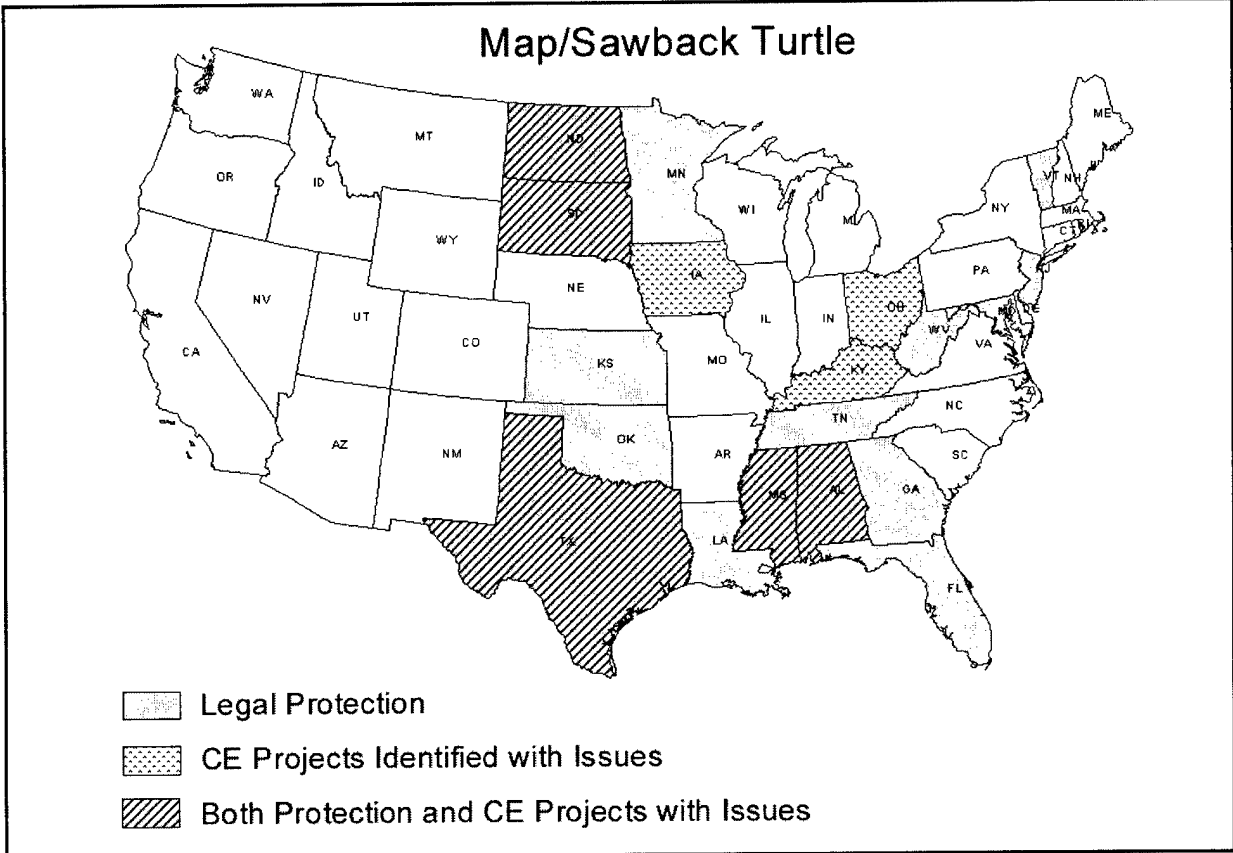 Map/Sawback Turtle
WA
MT
ND
MN
ME
OR
ID
SD
WI
MI
NY
VT
NH
MA
CT
RI
WY
IA
PA
NE
NV
UT
CO
IL
IN
OH
WV
MD
DE
VA
CA
KS
MO
KY
NC
TN
AZ
NM
OK
AR
SC
MS
AL
GA
TX
LA
FL
Legal Protection
CE Projects Identified with Issues
Both Protection and CE Projects with Issues